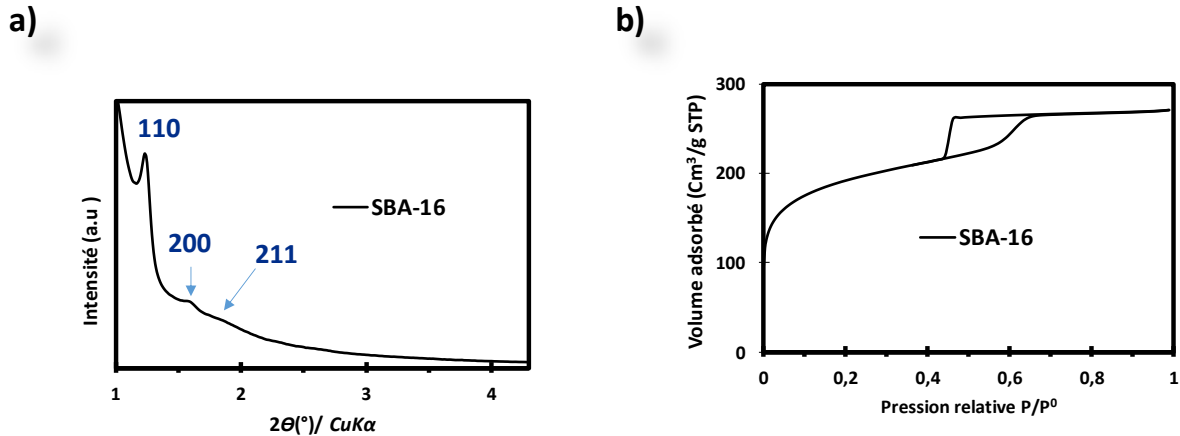 a)
110
200
211
SBA-16
Intensité (a.u)
1
2
3
4
2Θ(°)/ CuKα
b)
300
200
100
0
Volume adsorbé (Cm³/g STP)
SBA-16
0
0,2
0,4
0,6
0,8
1
Pression relative P/P⁰